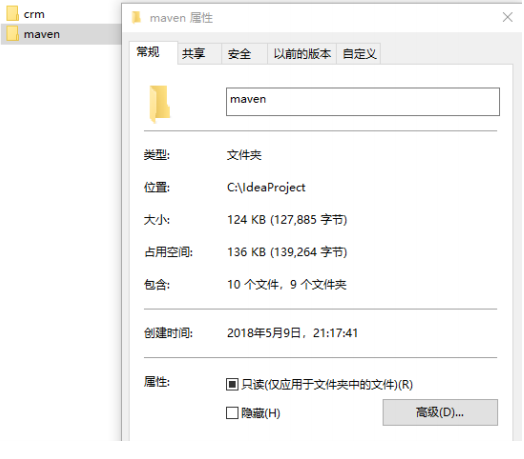 crm
maven
maven 属性
常规 共享 安全 以前的版本 自定义
maven
类型: 文件夹
位置: C:\IdeaProject
大小: 124 KB (127,885 字节)
占用空间: 136 KB (139,264 字节)
包含: 10 个文件，9 个文件夹
创建时间: 2018年5月9日，21:17:41
属性: 只读(仅应用于文件夹中的文件)(R)
隐藏(H) 高级(D)...